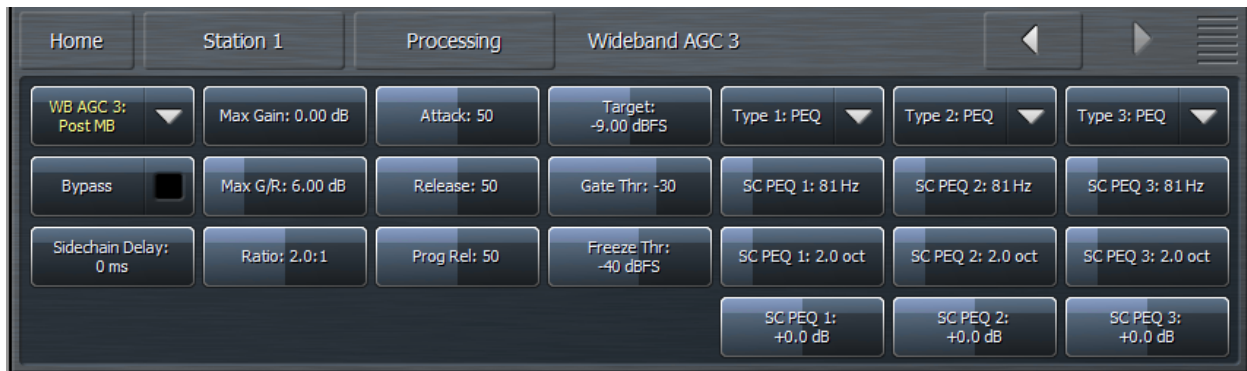 Home Station 1 Processing Wideband AGC 3
WB AGC 3:
Post MB
Max Gain: 0.00 dB
Attack: 50
Target:
-9.00 dBFS
Type 1: PEQ
Type 2: PEQ
Type 3: PEQ
Bypass
Max G/R: 6.00 dB
Release: 50
Gate Thr: -30
SC PEQ 1: 81 Hz
SC PEQ 2: 81 Hz
SC PEQ 3: 81 Hz
Sidechain Delay:
0 ms
Ratio: 2.0:1
Prog Rel: 50
Freeze Thr:
-40 dBFS
SC PEQ 1: 2.0 oct
SC PEQ 2: 2.0 oct
SC PEQ 3: 2.0 oct
SC PEQ 1:
+0.0 dB
SC PEQ 2:
+0.0 dB
SC PEQ 3:
+0.0 dB